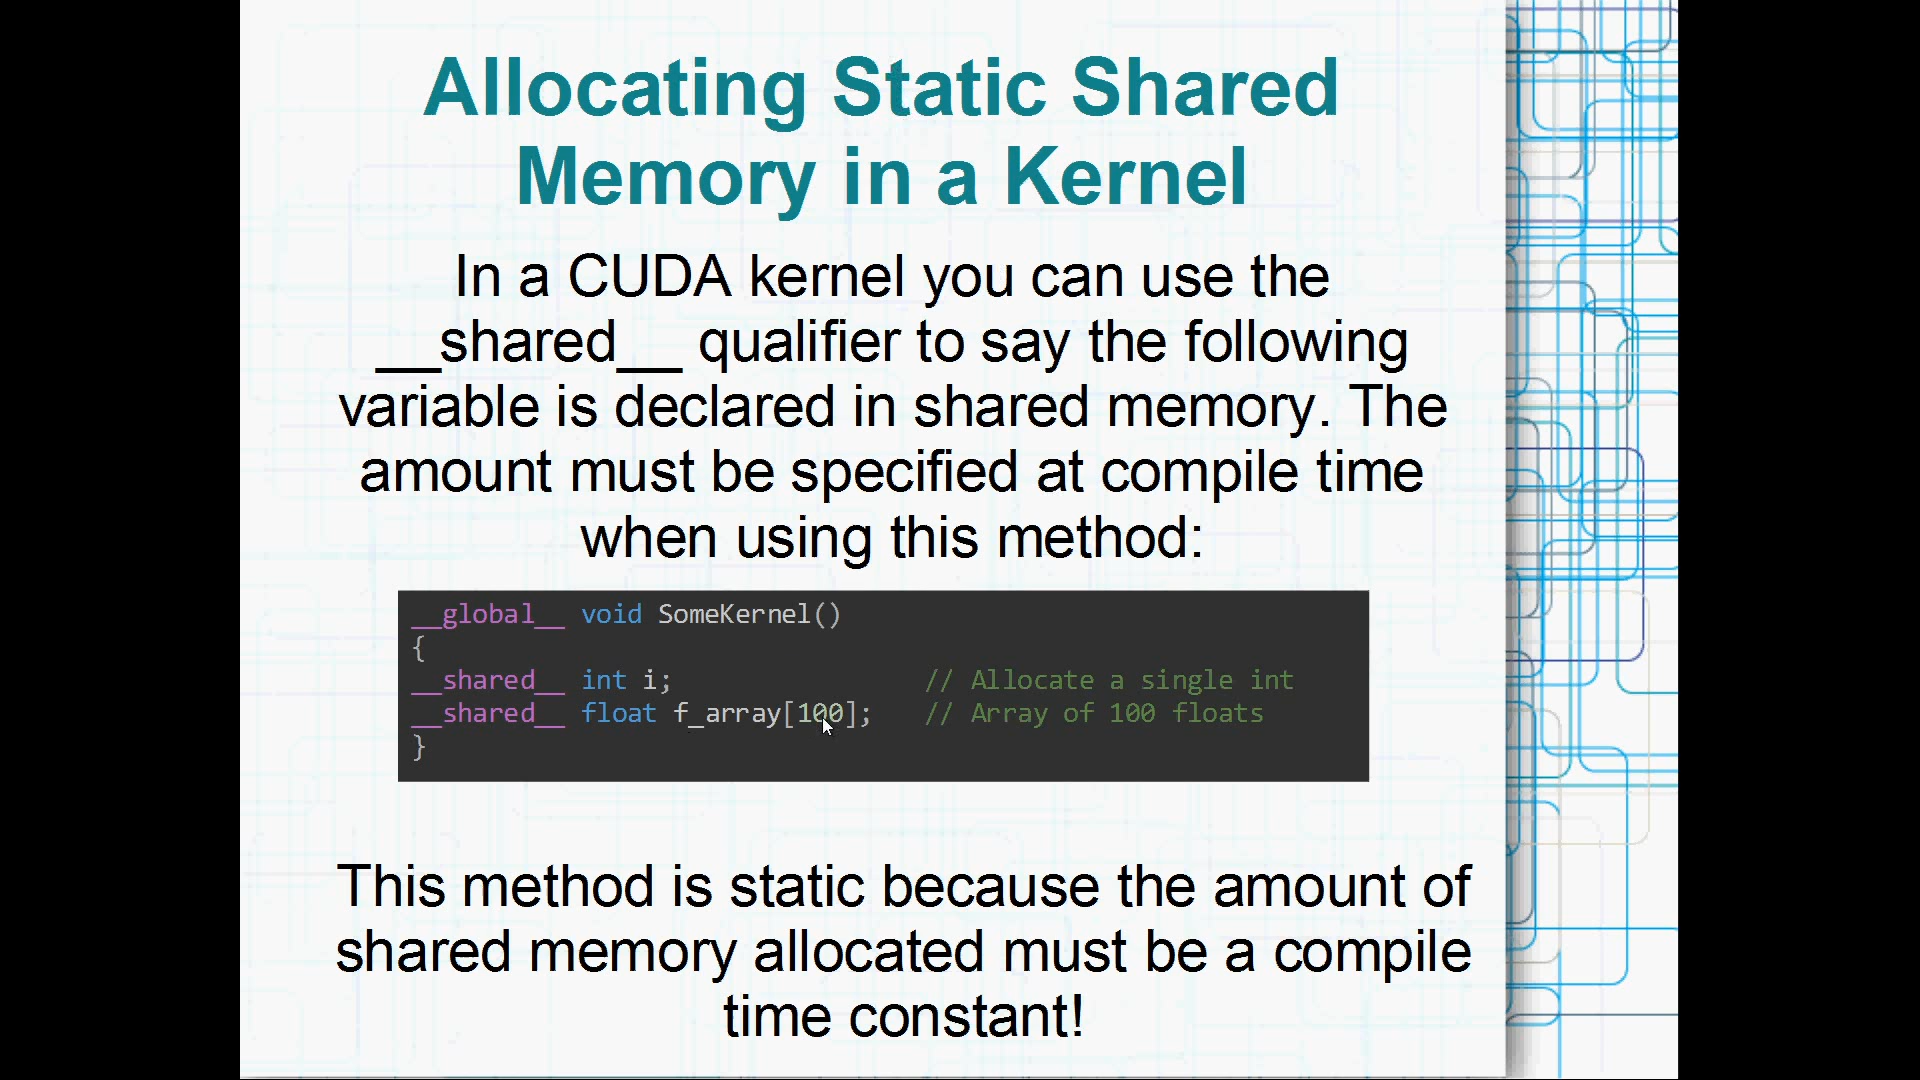 Allocating Static Shared
Memory in a Kernel
In a CUDA kernel you can use the
__shared__ qualifier to say the following
variable is declared in shared memory. The
amount must be specified at compile time
when using this method:
__global__ void SomeKernel()
{
__shared__ int i; // Allocate a single int
__shared__ float f_array[100]; // Array of 100 floats
}
This method is static because the amount of
shared memory allocated must be a compile
time constant!